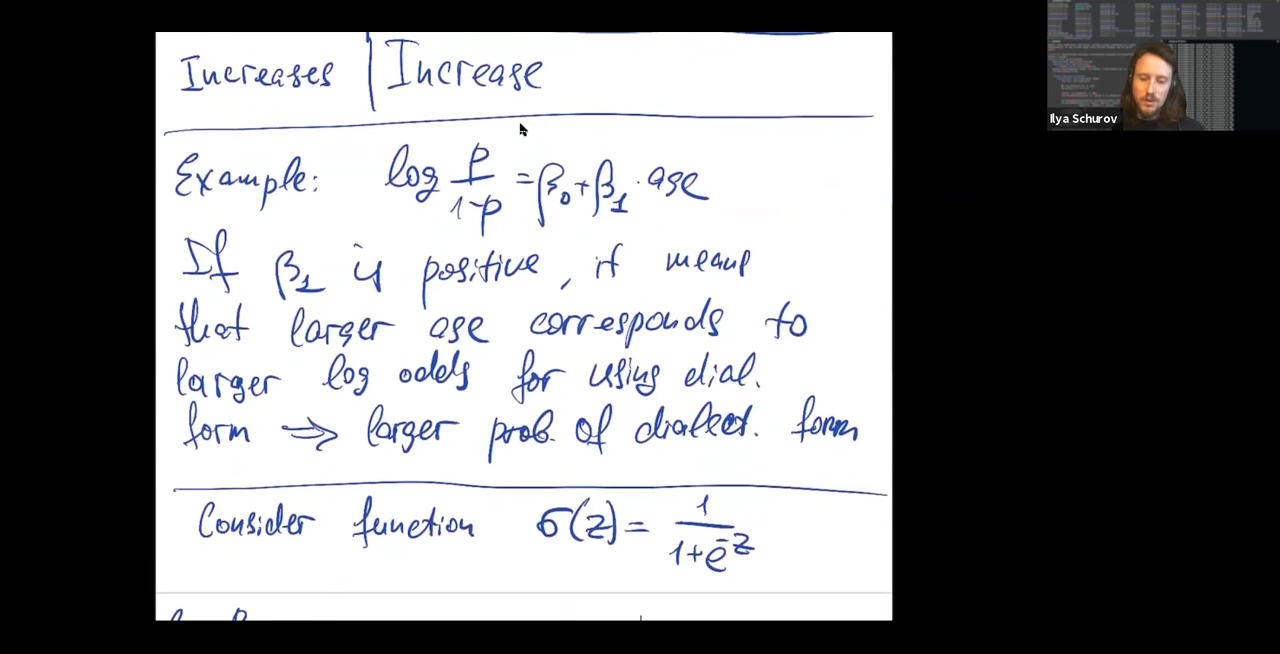 Increases | Increase
Ilya Schurov
Example: log p/(1-p) = β₀ + β₁ · age
If β₁ is positive, it means
that larger age corresponds to
larger log odds for using dial.
form ⇒ larger prob. of dialect. form
Consider function σ(z) = 1/(1+e^-z)